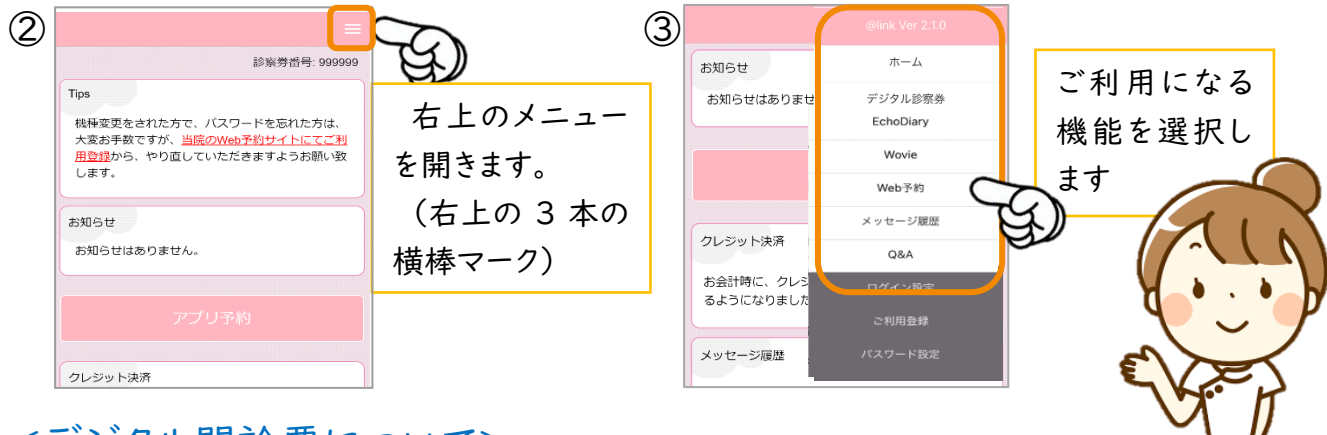 ②
診察券番号: 999999
Tips
機種変更をされた方で、パスワードを忘れた方は、
大変お手数ですが、当院のWeb予約サイトにてご利
用登録から、やり直していただきますようお願い致
します。
お知らせ
お知らせはありません。
アプリ予約
クレジット決済
右上のメニュー
を開きます。
(右上の 3 本の
横棒マーク)
③
お知らせ
お知らせはありませ
クレジット決済
お会計時に、クレジ
るようになりました
メッセージ履歴
@link Ver 2.1.0
ホーム
デジタル診察券
EchoDiary
Wovie
Web予約
メッセージ履歴
Q&A
ログイン設定
ご利用登録
パスワード設定
ご利用になる
機能を選択し
ます